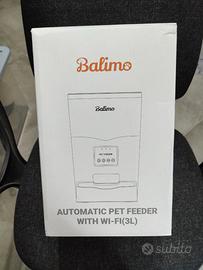 Balimo
Balimo
AUTOMATIC PET FEEDER
WITH WI-FI(3L)
subito